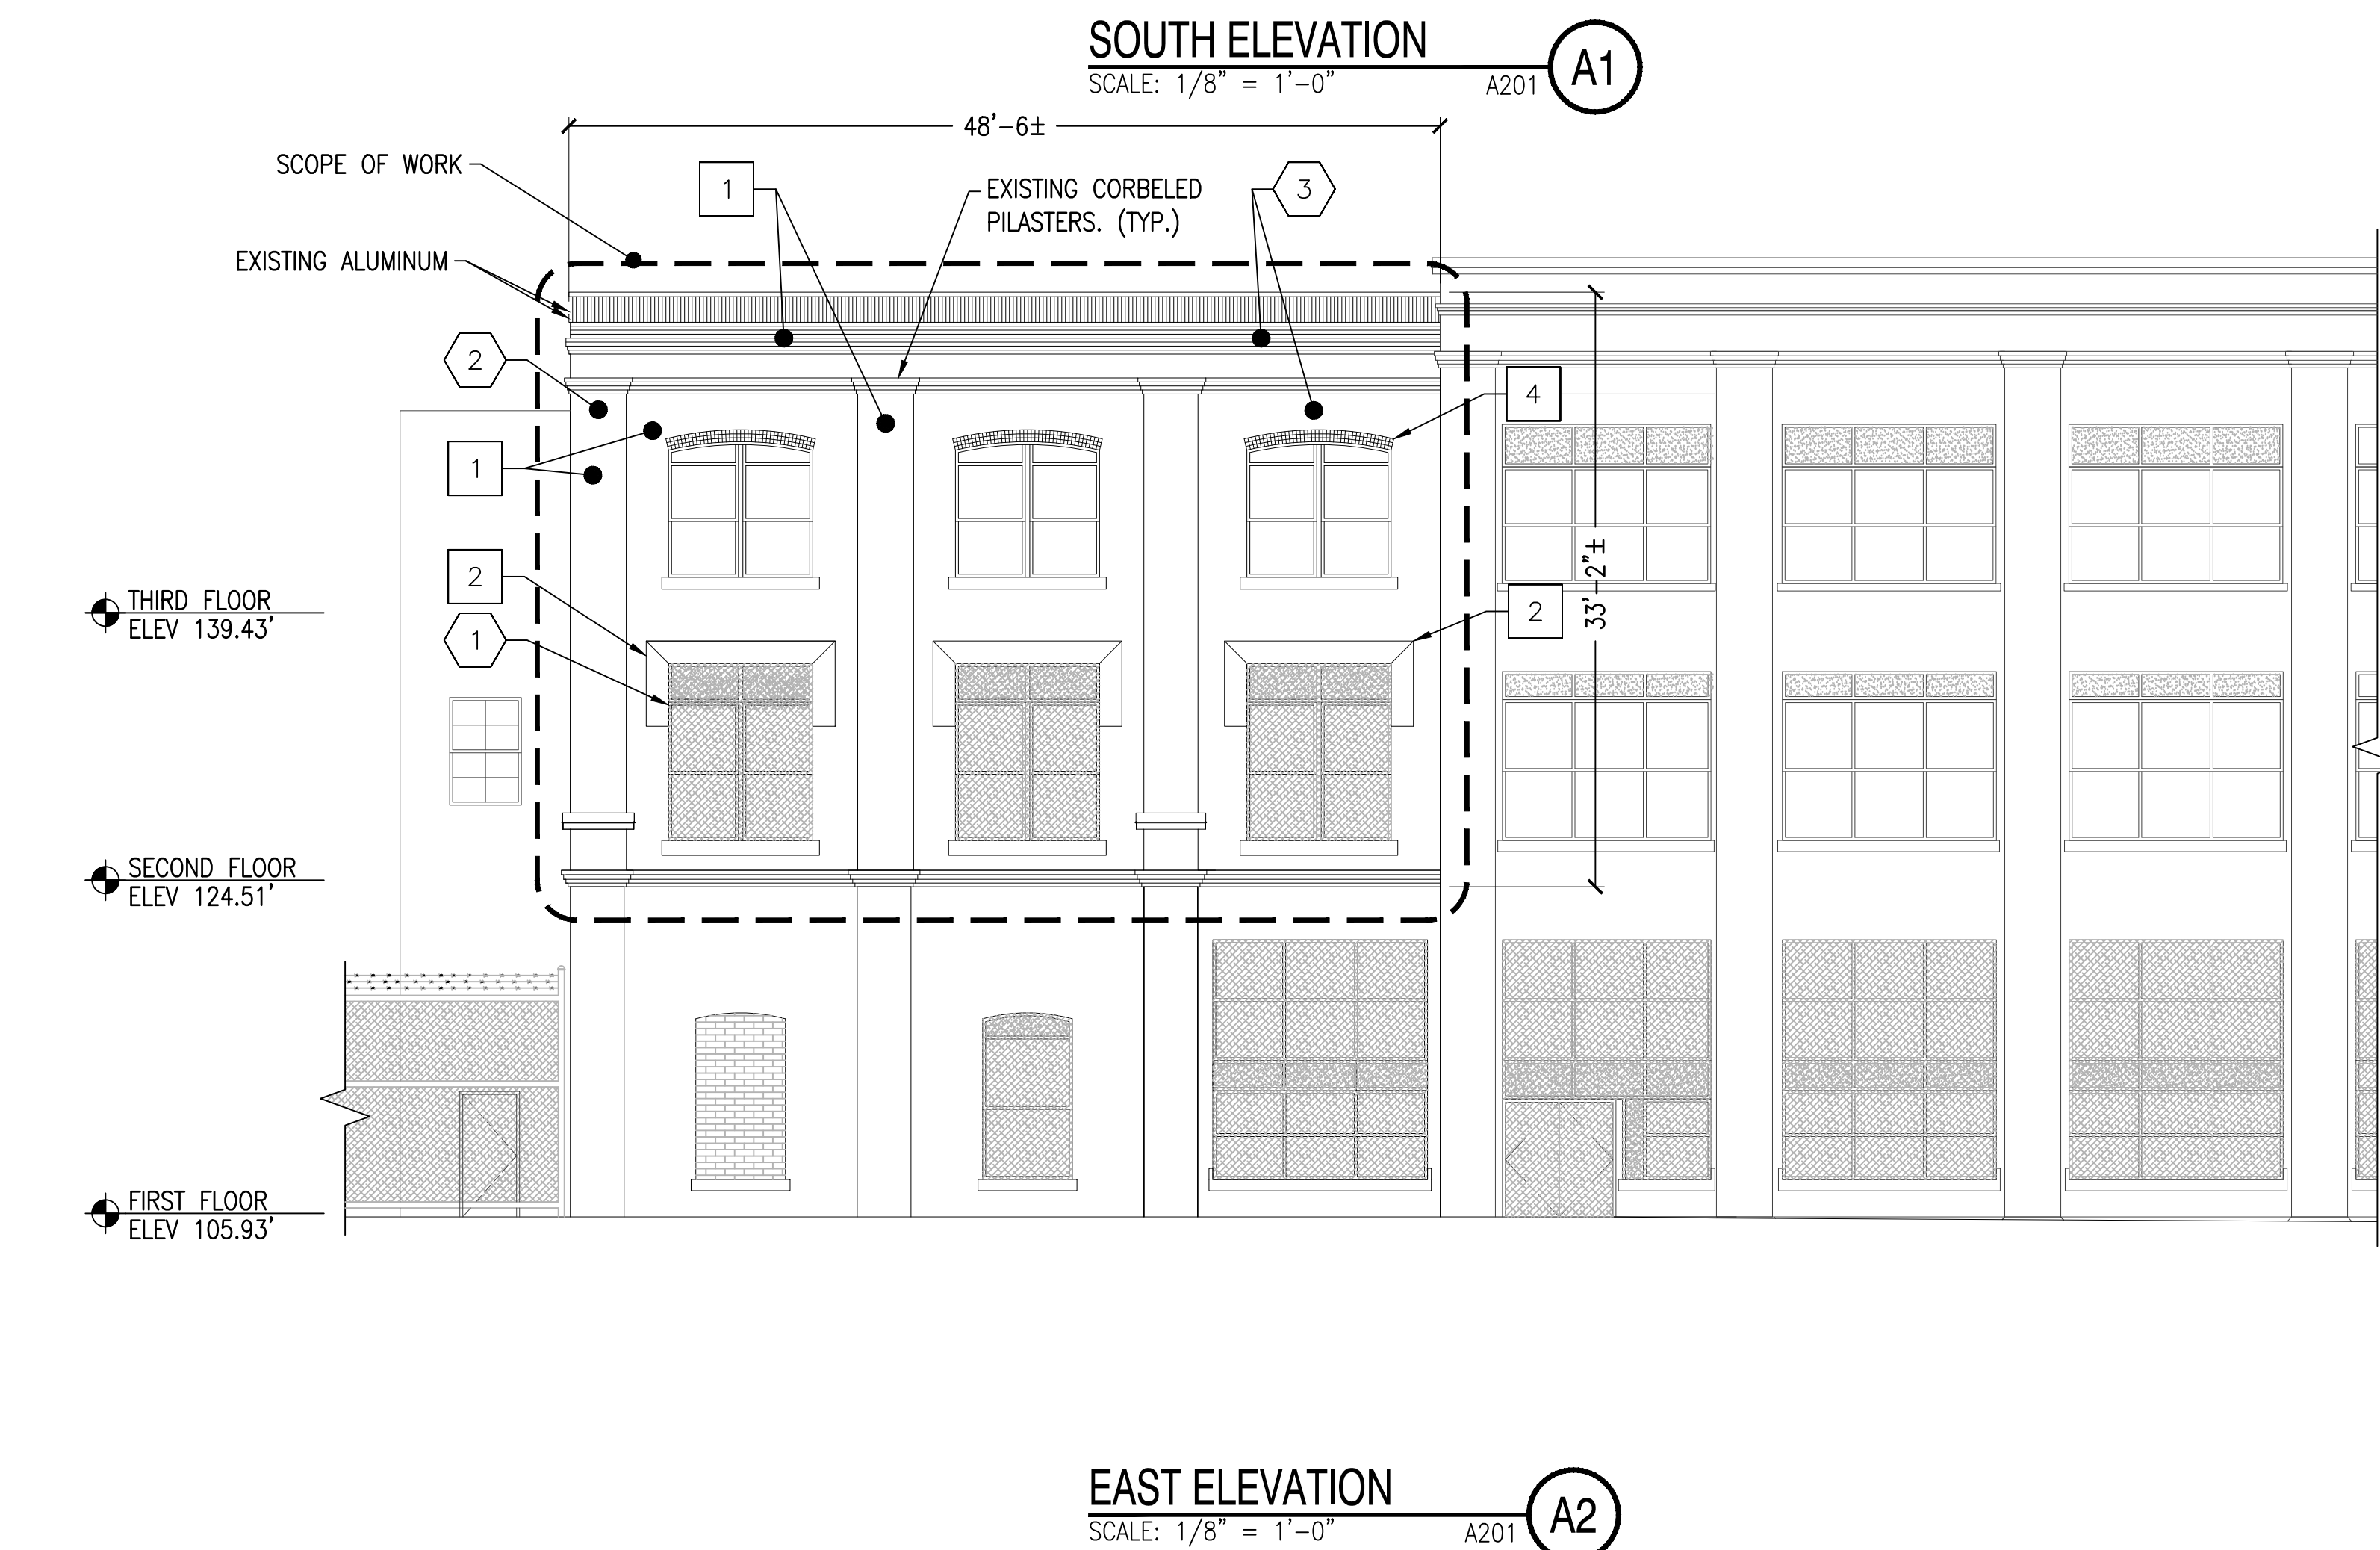 SOUTH ELEVATION
SCALE: 1/8" = 1'-0"
A201
A1
48'-6±
SCOPE OF WORK
1
EXISTING CORBELED
PILASTERS. (TYP.)
3
EXISTING ALUMINUM
2
4
1
2
THIRD FLOOR
ELEV 139.43'
1
2
33'-2"±
SECOND FLOOR
ELEV 124.51'
FIRST FLOOR
ELEV 105.93'
EAST ELEVATION
SCALE: 1/8" = 1'-0"
A201
A2